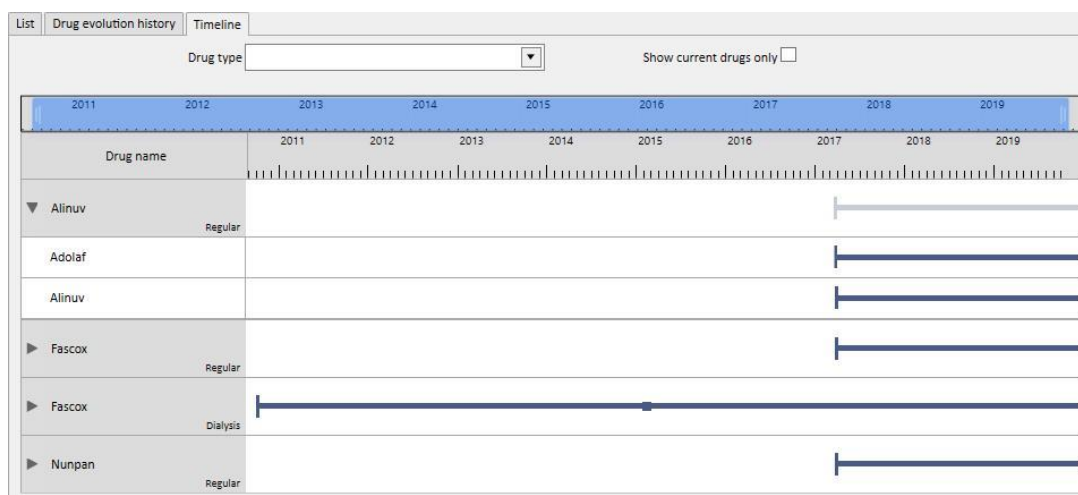 List Drug evolution history Timeline
Drug type Show current drugs only
2011 2012 2013 2014 2015 2016 2017 2018 2019
Drug name 2011 2012 2013 2014 2015 2016 2017 2018 2019
Alinuv
Regular
Adolaf
Alinuv
Fascox
Regular
Fascox
Dialysis
Nunpan
Regular